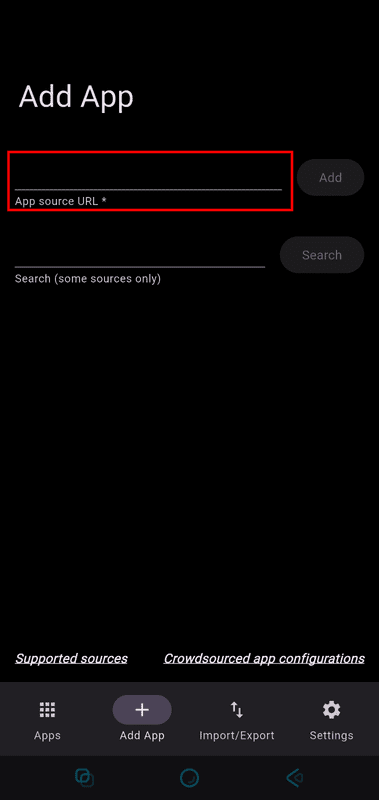 Add App
Add
App source URL *
Search
Search (some sources only)
Supported sources
Crowdsourced app configurations
Apps
Add App
Import/Export
Settings